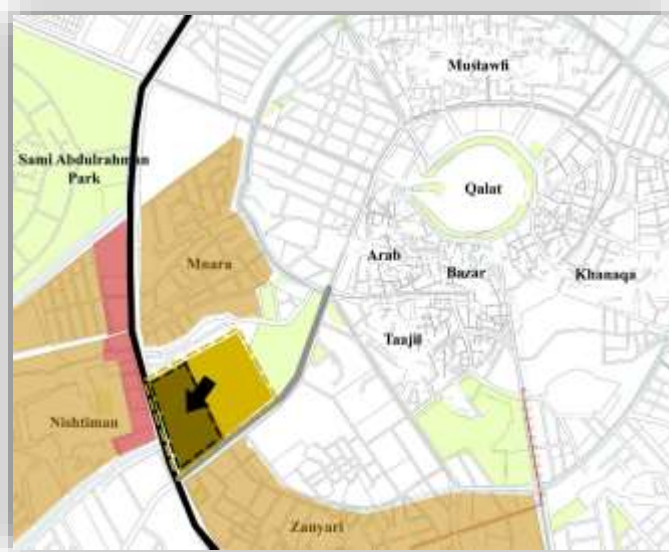 Mustawfi
Sami Abdulrahman
Park
Qalat
Mnara
Arab
Bazar
Khanaqa
Taajil
Nishtiman
Zanyari